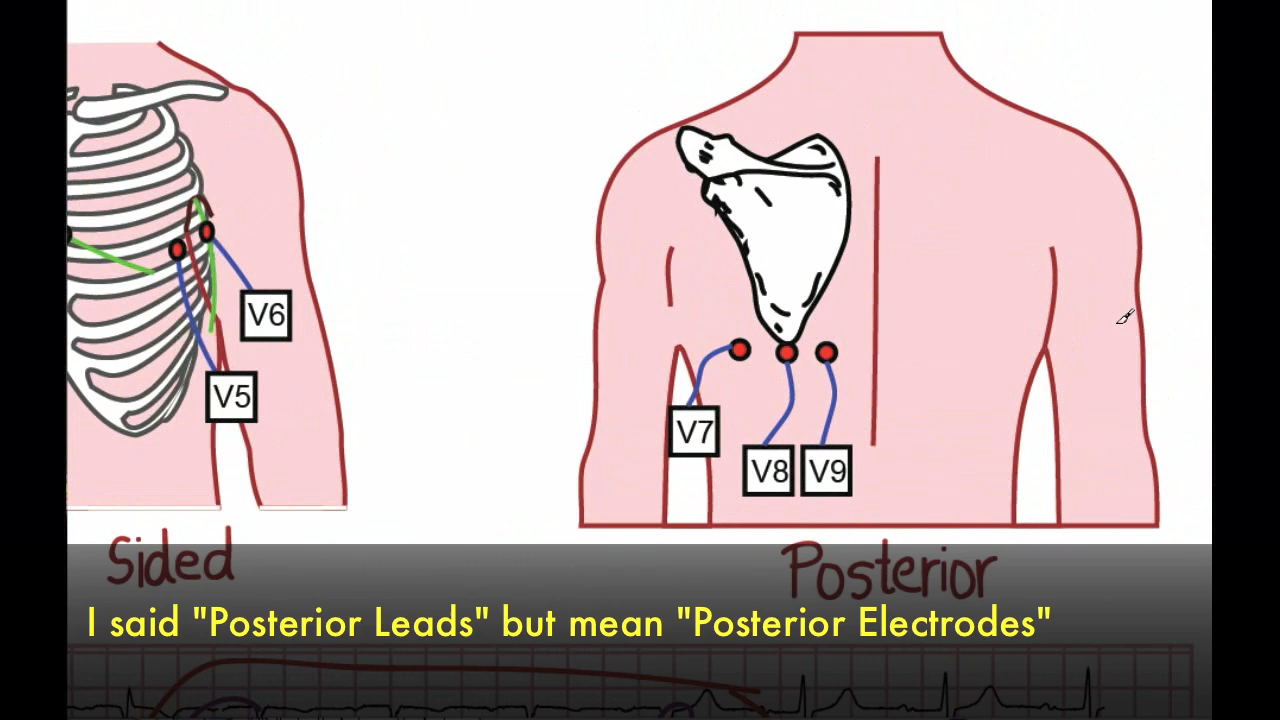 V6
V5
V7
V8
V9
Sided
Posterior
I said "Posterior Leads" but mean "Posterior Electrodes"